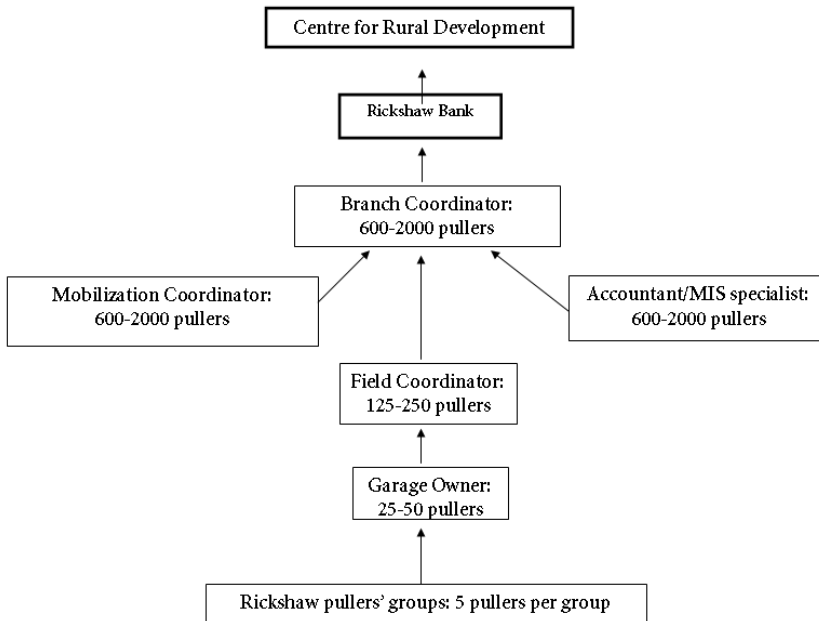 Centre for Rural Development
Rickshaw Bank
Branch Coordinator:
600-2000 pullers
Mobilization Coordinator:
600-2000 pullers
Accountant/MIS specialist:
600-2000 pullers
Field Coordinator:
125-250 pullers
Garage Owner:
25-50 pullers
Rickshaw pullers’ groups: 5 pullers per group